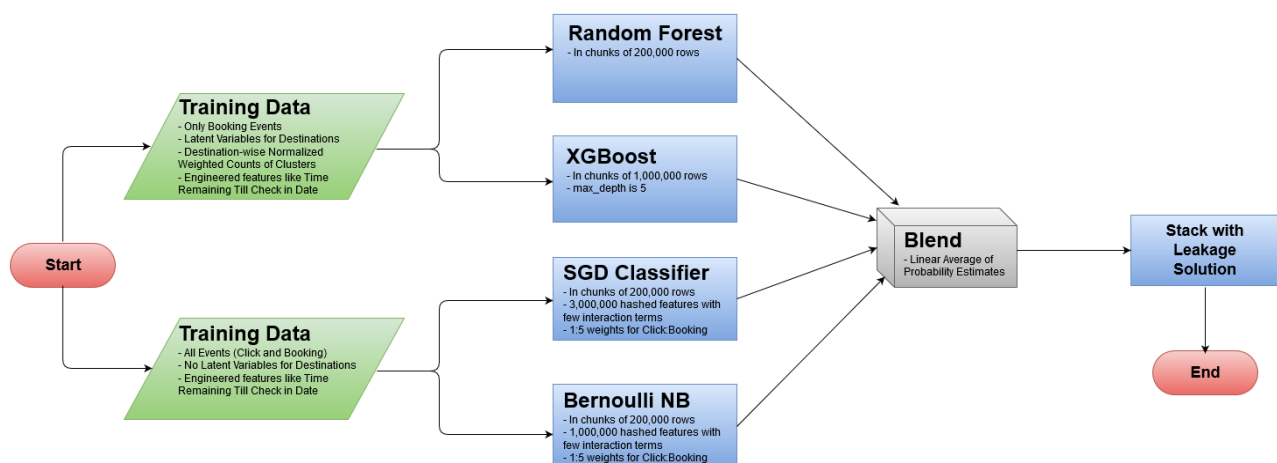 Start
Training Data
- Only Booking Events
- Latent Variables for Destinations
- Destination-wise Normalized
Weighted Counts of Clusters
- Engineered features like Time
Remaining Till Check in Date
Training Data
- All Events (Click and Booking)
- No Latent Variables for Destinations
- Engineered features like Time
Remaining Till Check in Date
Random Forest
- In chunks of 200,000 rows
XGBoost
- In chunks of 1,000,000 rows
- max_depth is 5
SGD Classifier
- In chunks of 200,000 rows
- 3,000,000 hashed features with
few interaction terms
- 1:5 weights for Click:Booking
Bernoulli NB
- In chunks of 200,000 rows
- 1,000,000 hashed features with
few interaction terms
- 1:5 weights for Click:Booking
Blend
- Linear Average of
Probability Estimates
Stack with
Leakage
Solution
End